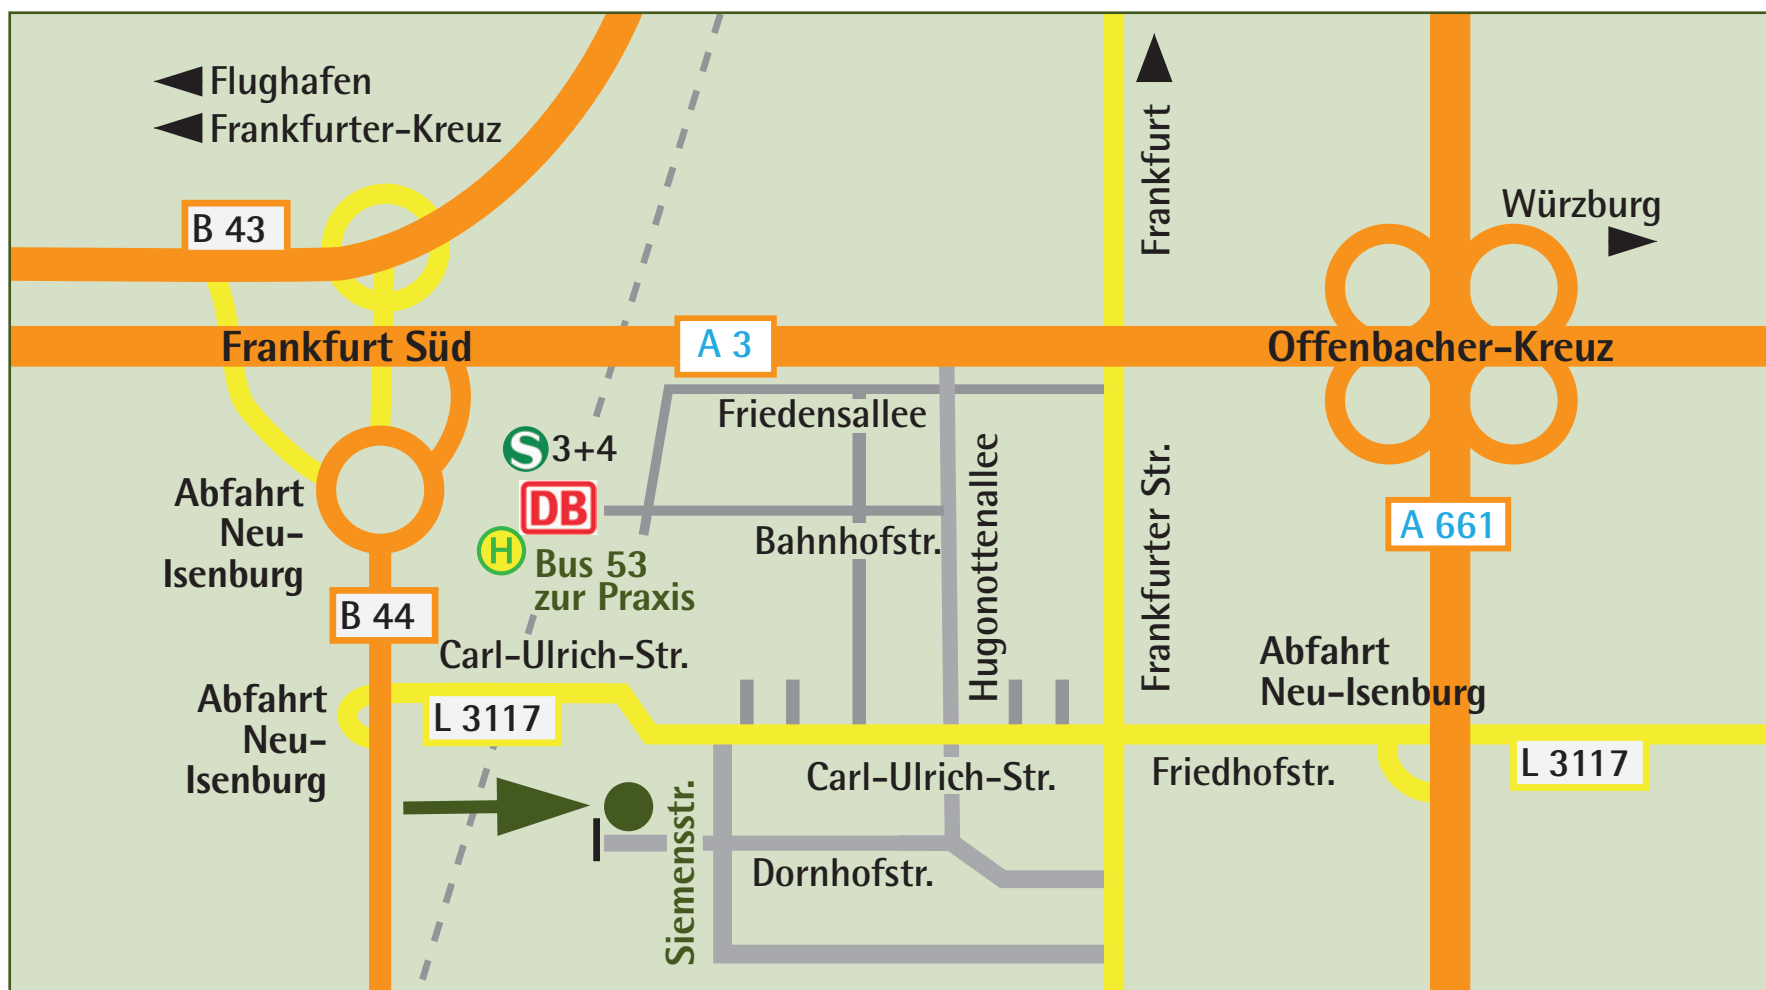 Flughafen
Frankfurter-Kreuz
Frankfurt
Würzburg
B 43
Frankfurt Süd
A 3
Offenbacher-Kreuz
Friedensallee
S 3+4
DB
H
Bus 53
zur Praxis
Abfahrt
Neu-
Isenburg
Bahnhofstr.
Hugonottenallee
Frankfurter Str.
A 661
B 44
Carl-Ulrich-Str.
Abfahrt
Neu-Isenburg
Abfahrt
Neu-
Isenburg
L 3117
Carl-Ulrich-Str.
Friedhofstr.
L 3117
Siemensstr.
Dornhofstr.